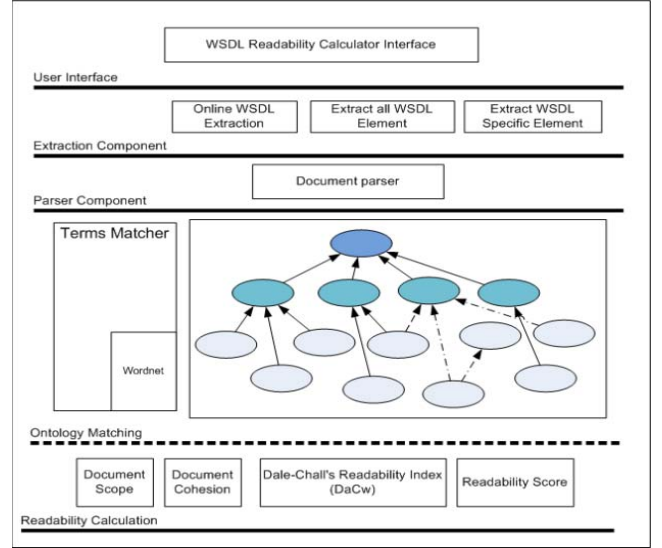 WSDL Readability Calculator Interface
User Interface
Online WSDL
Extraction
Extract all WSDL
Element
Extract WSDL
Specific Element
Extraction Component
Document parser
Parser Component
Terms Matcher
Wordnet
Ontology Matching
Document
Scope
Document
Cohesion
Dale-Chall's Readability Index
(DaCw)
Readability Score
Readability Calculation